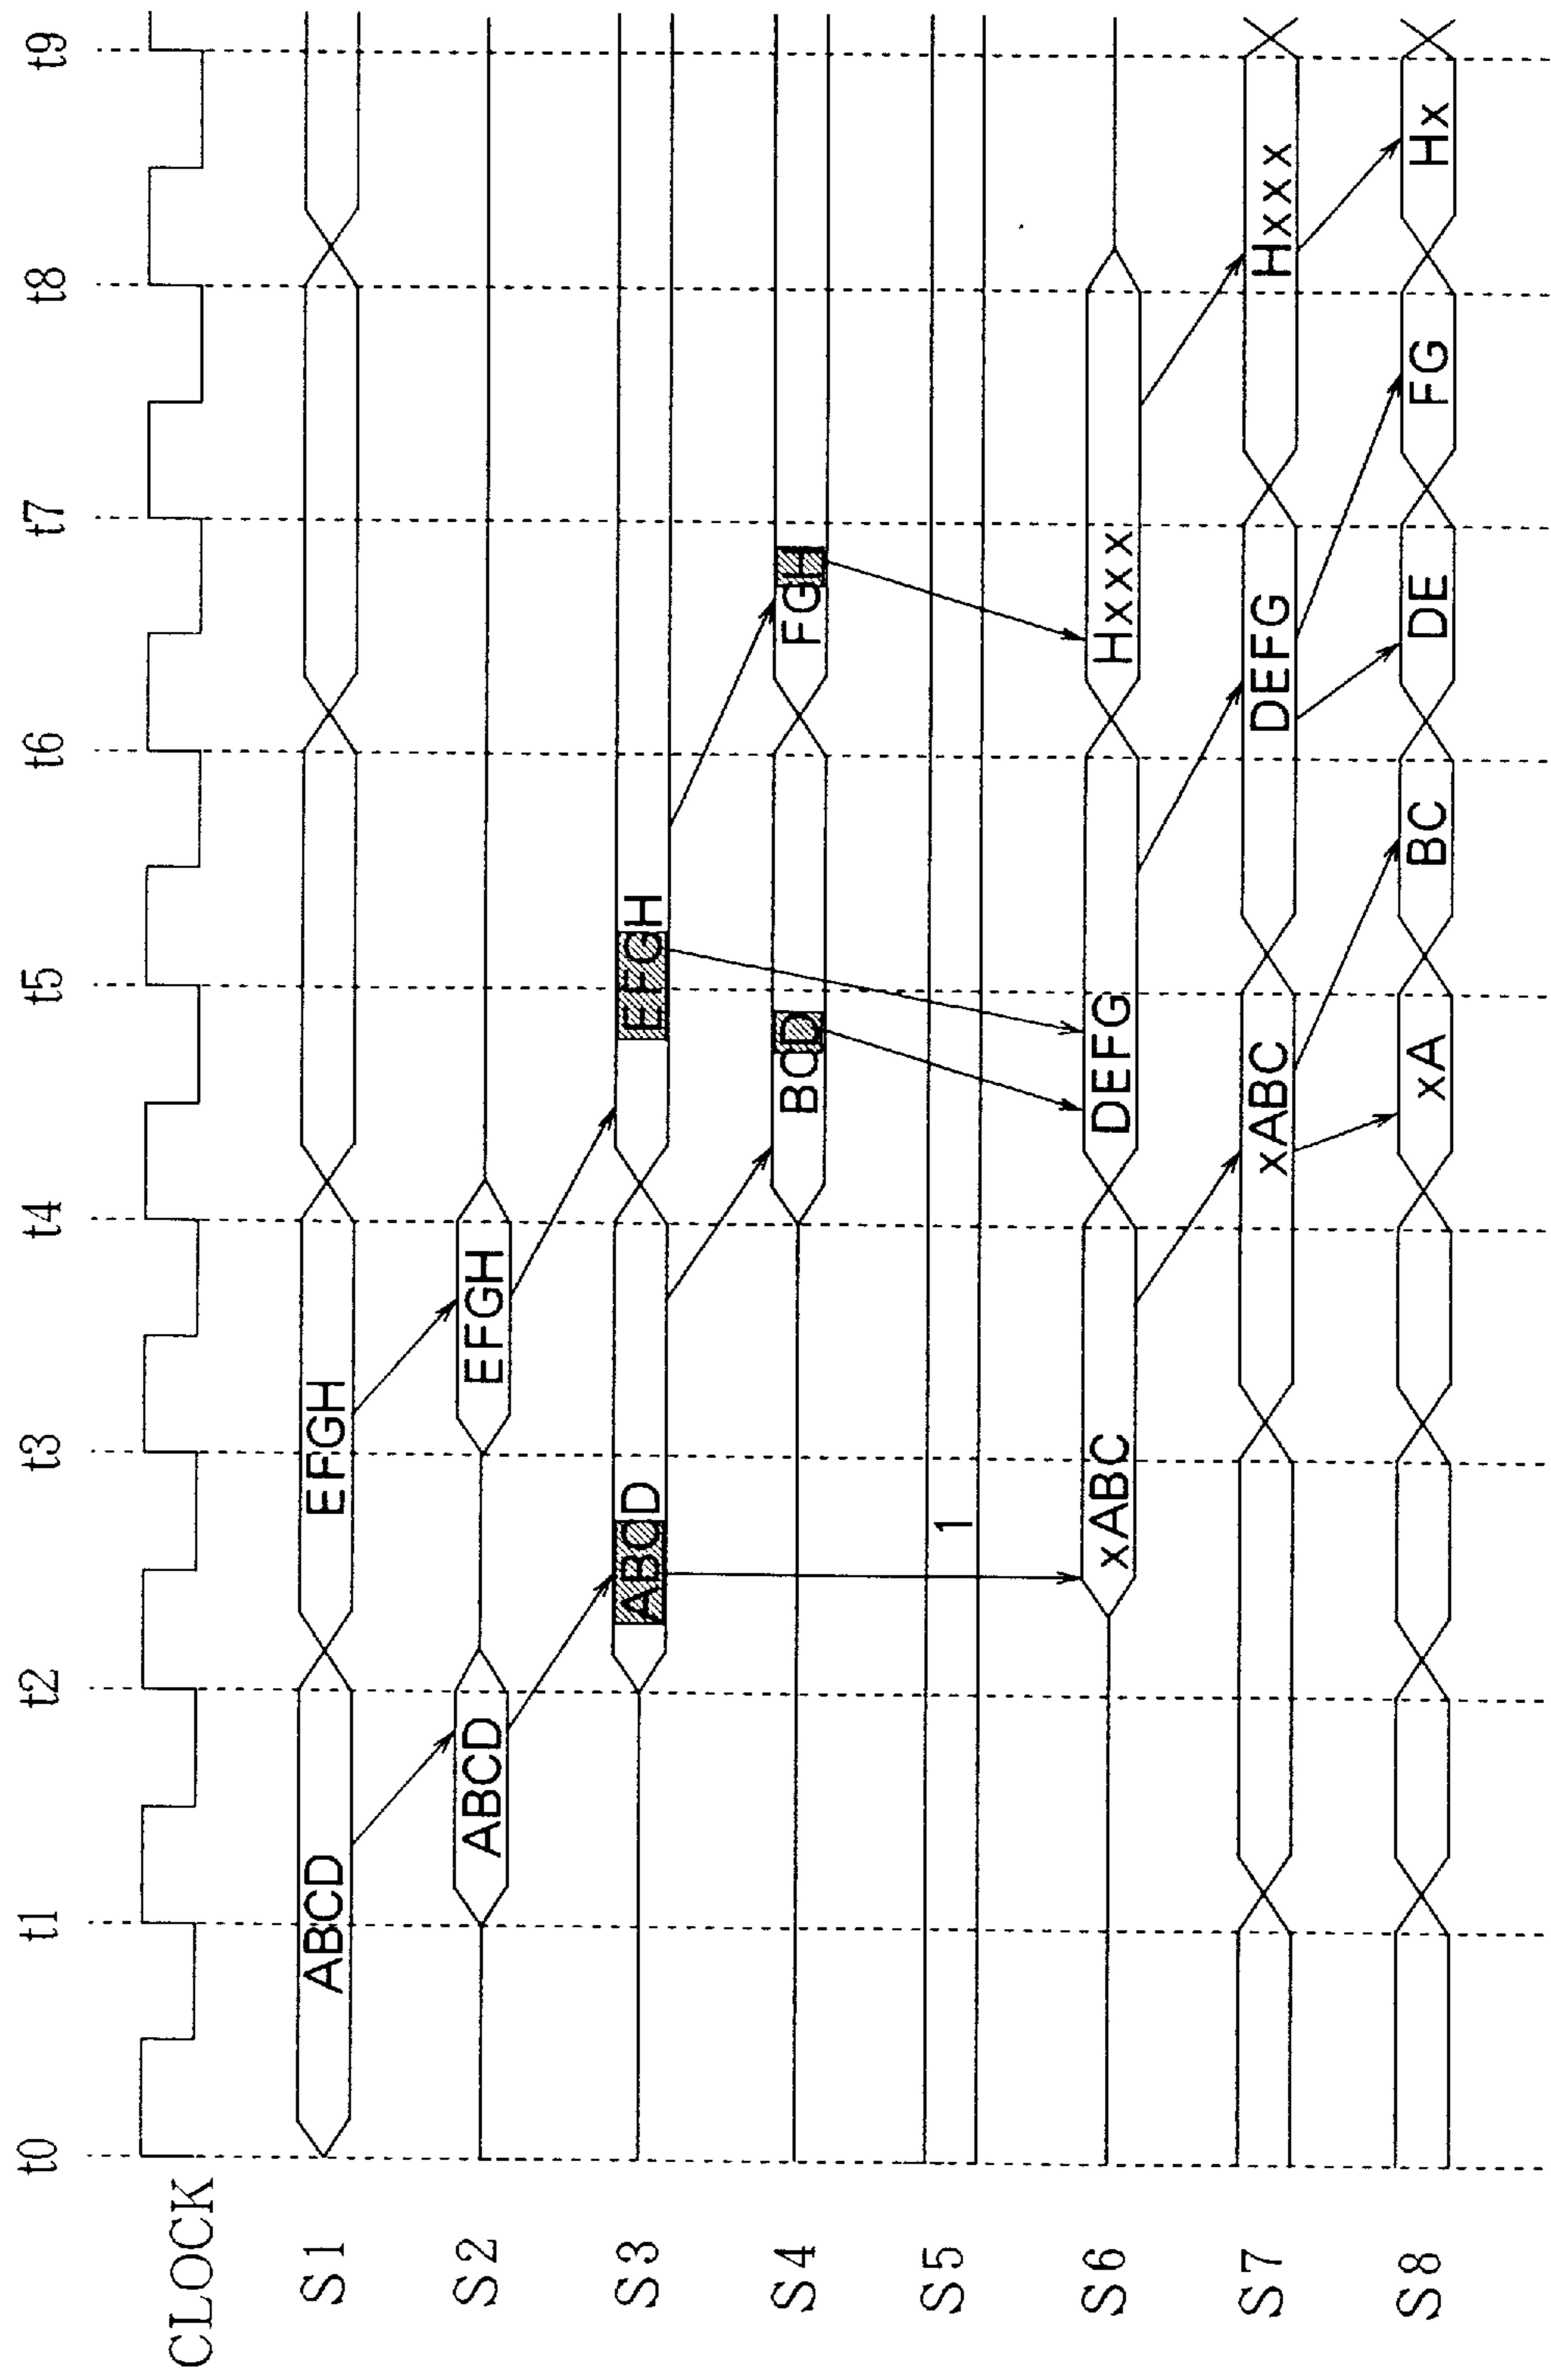 t0 t1 t2 t3 t4 t5 t6 t7 t8 t9
CLOCK
S1 ABCD EFGH
S2 ABCD EFGH
S3 ABCD EFGH
S4 BCD FGH
S5 1
S6 xABC DEFG Hxxx
S7 xABC DEFG Hxxx
S8 xA BC DE FG Hx